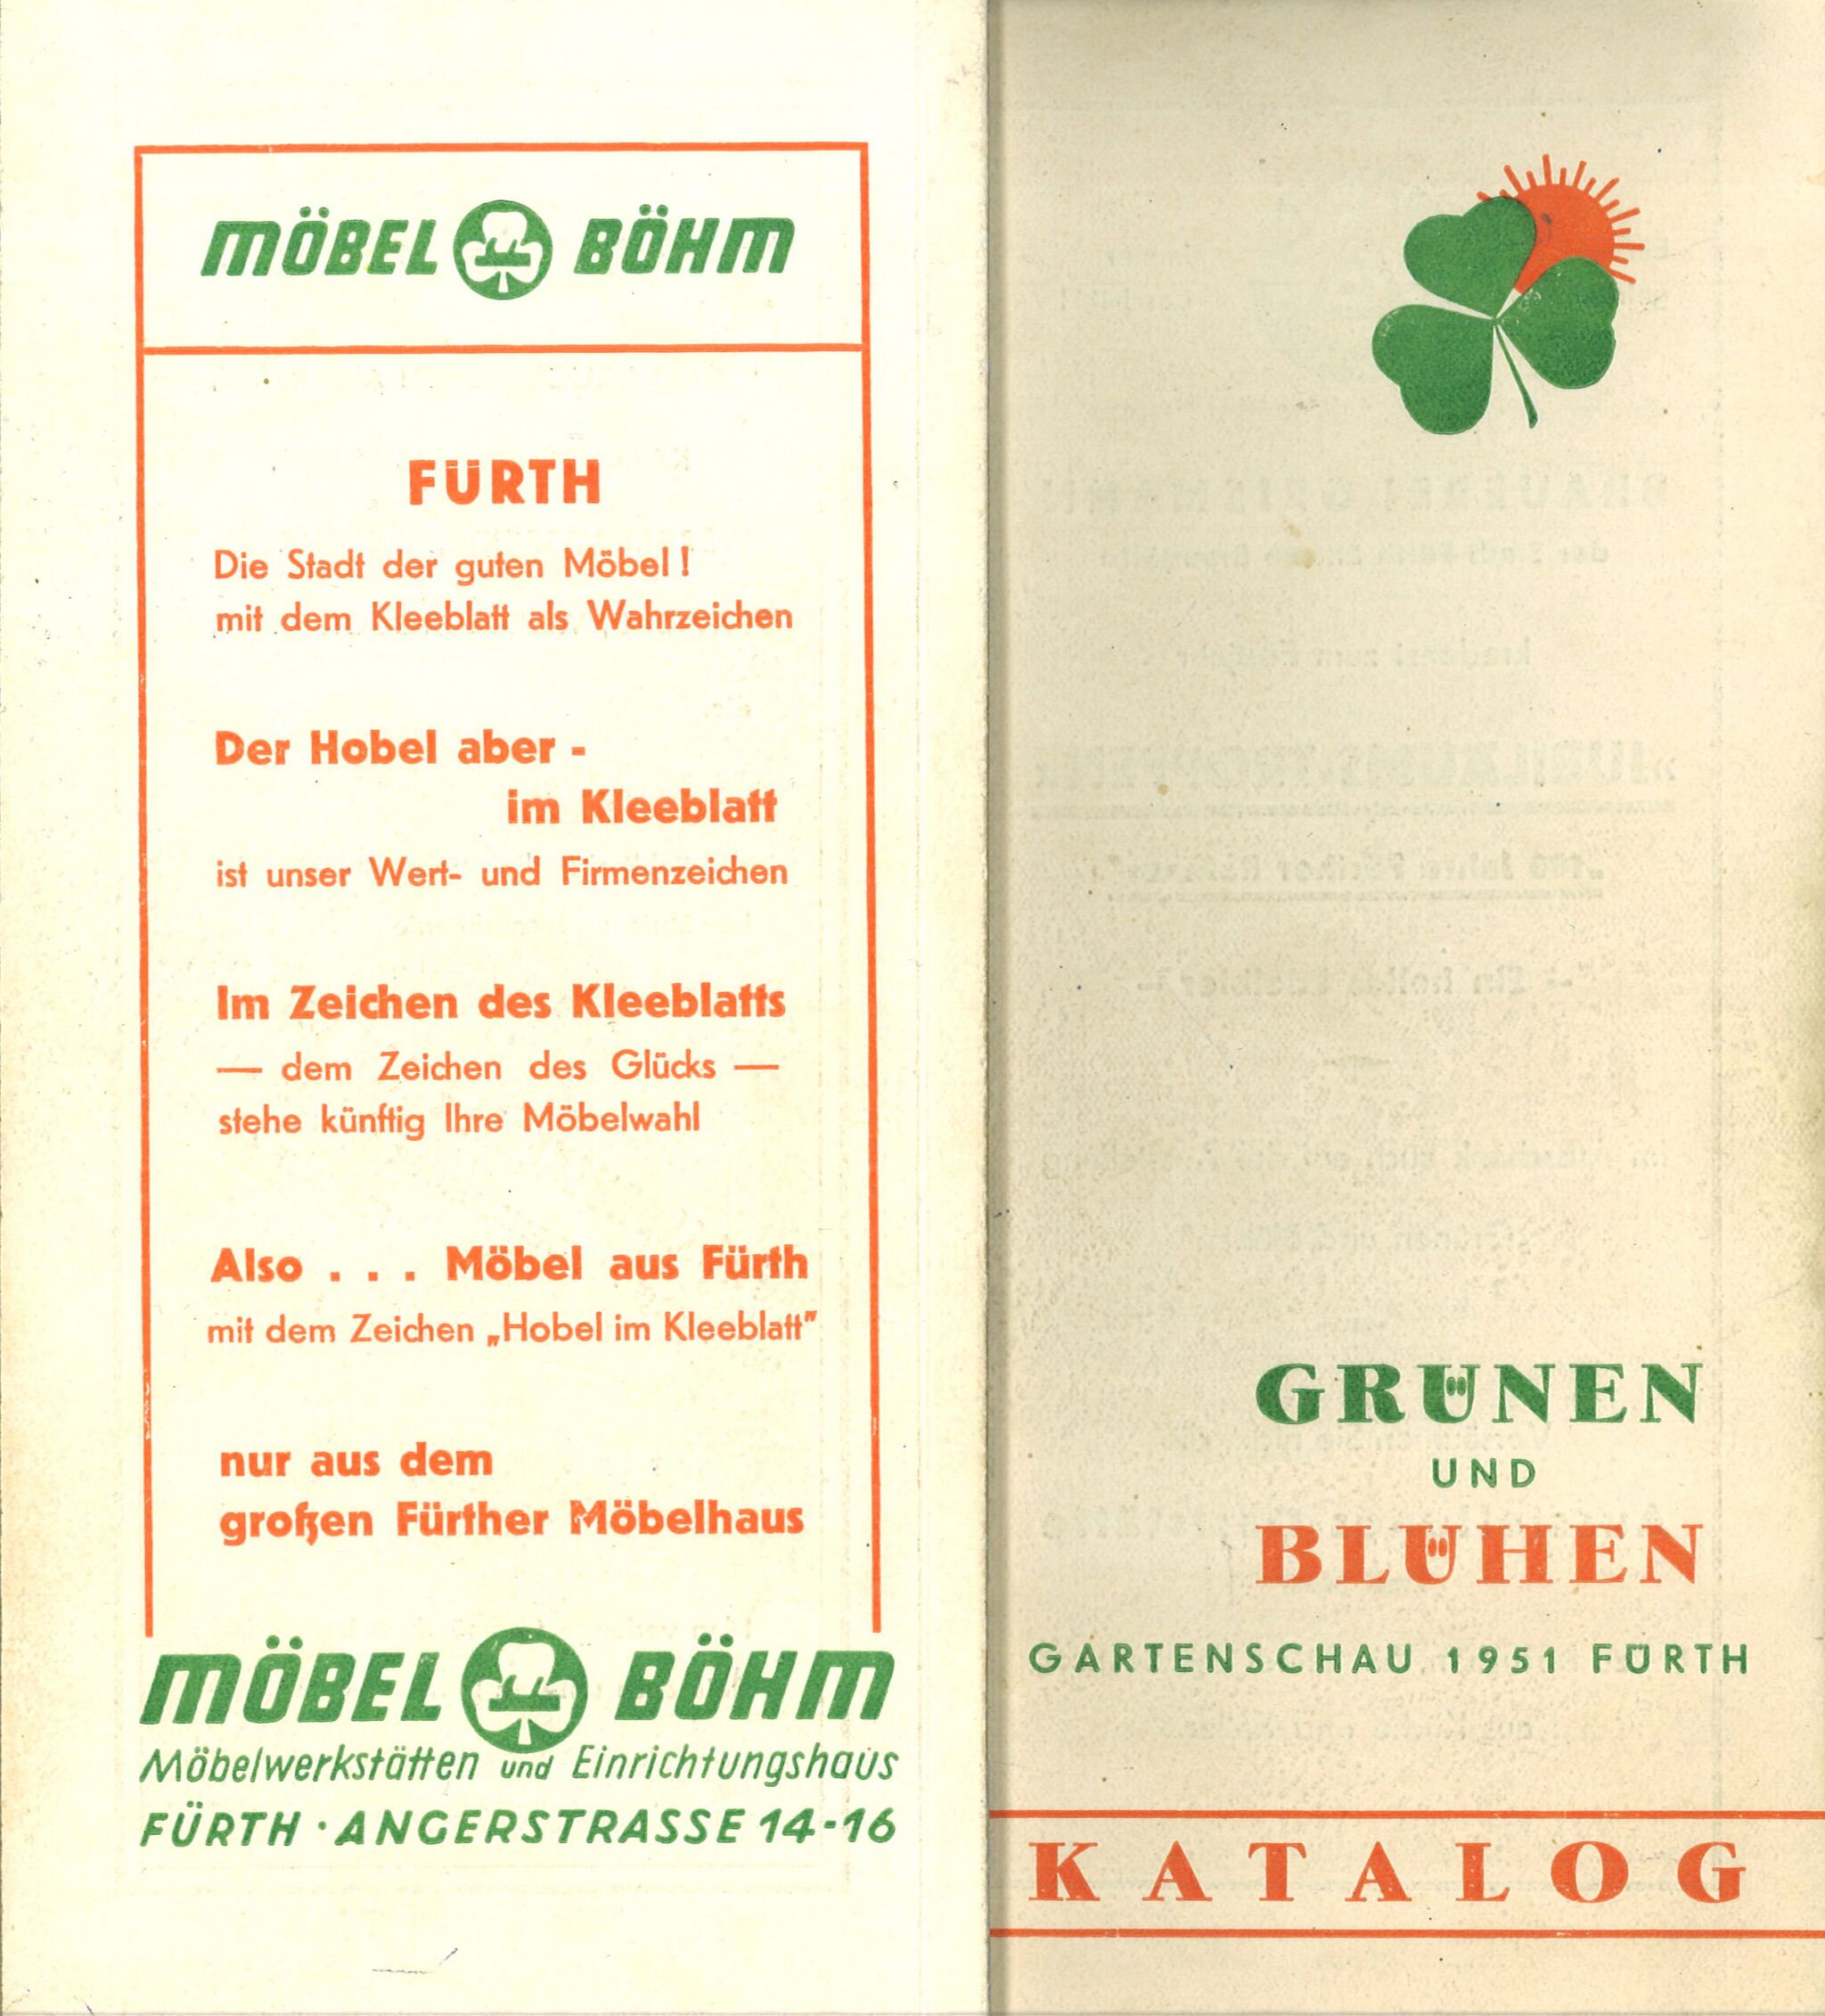 MÖBEL BÖHM
FÜRTH
Die Stadt der guten Möbel!
mit dem Kleeblatt als Wahrzeichen
Der Hobel aber -
im Kleeblatt
ist unser Wert- und Firmenzeichen
Im Zeichen des Kleeblatts
— dem Zeichen des Glücks —
stehe künftig Ihre Möbelwahl
Also . . . Möbel aus Fürth
mit dem Zeichen „Hobel im Kleeblatt"
nur aus dem
großen Fürther Möbelhaus
MÖBEL BÖHM
Möbelwerkstätten und Einrichtungshaus
FÜRTH · ANGERSTRASSE 14-16
GRÜNEN
UND
BLÜHEN
GARTENSCHAU 1951 FÜRTH
KATALOG